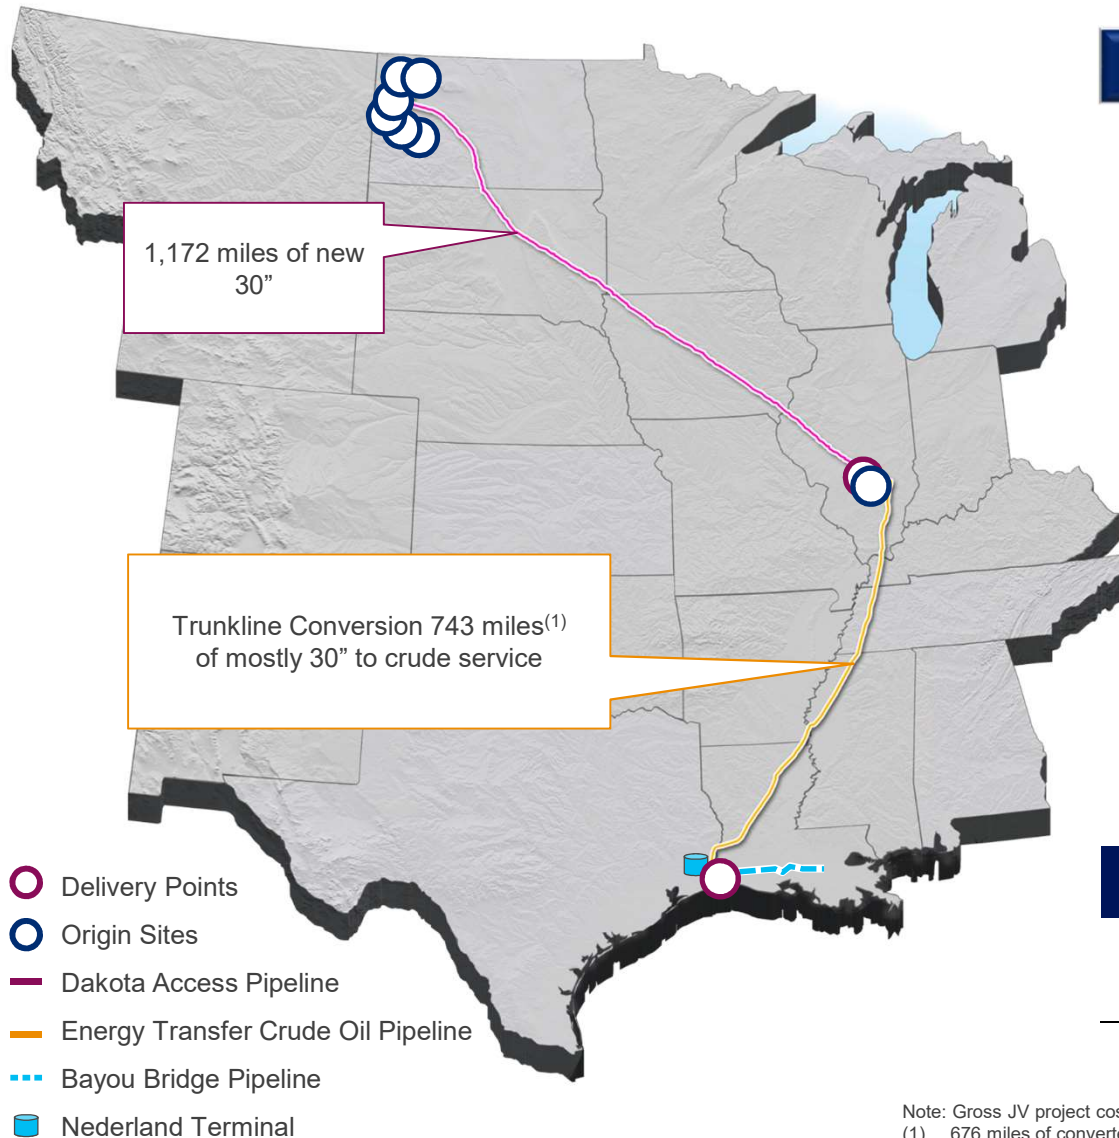 1,172 miles of new
30”
Trunkline Conversion 743 miles(1)
of mostly 30” to crude service
Delivery Points
Origin Sites
Dakota Access Pipeline
Energy Transfer Crude Oil Pipeline
Bayou Bridge Pipeline
Nederland Terminal
Note: Gross JV project
(1) 676 miles of